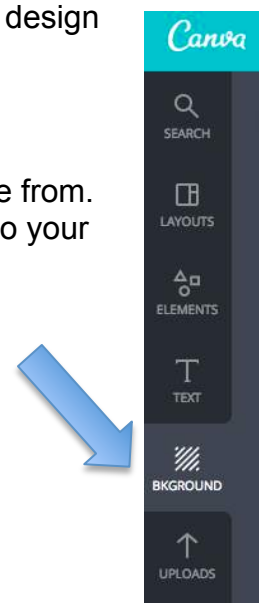 design
Canva
SEARCH
e from.
LAYOUTS
o your
ELEMENTS
TEXT
BKGROUND
UPLOADS